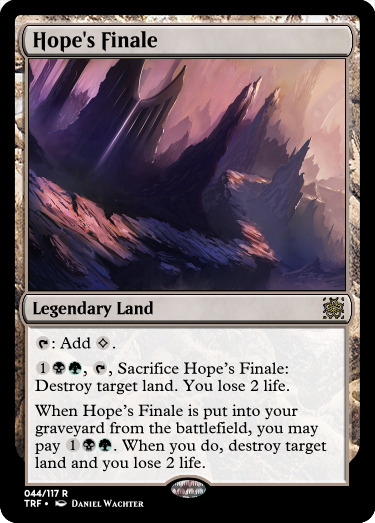 Hope's Finale
Legendary Land
: Add .
1, , Sacrifice Hope's Finale:
Destroy target land. You lose 2 life.
When Hope's Finale is put into your
graveyard from the battlefield, you may
pay 1. When you do, destroy target
land and you lose 2 life.
044/117 R
TRF • Daniel Wachter